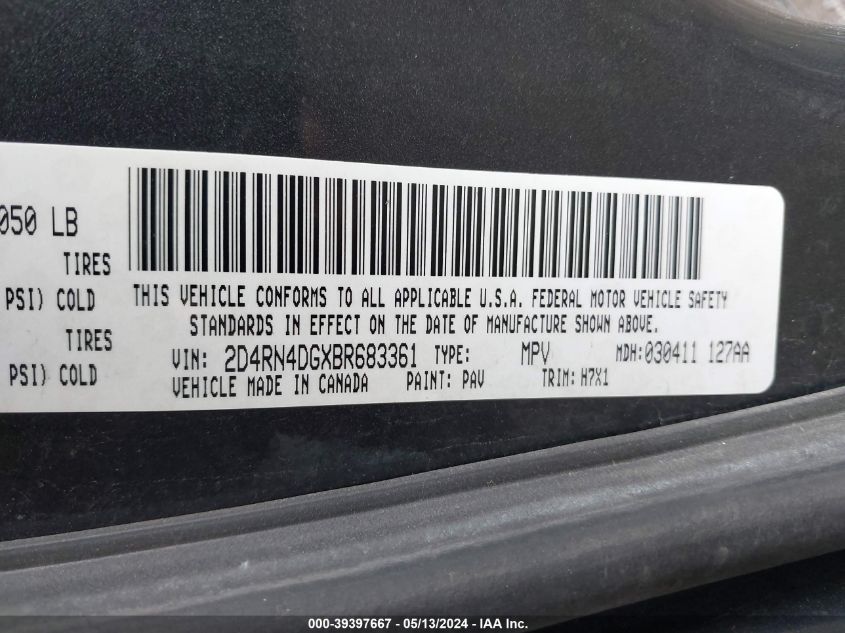 050 LB
TIRES
PSI) COLD
TIRES
PSI) COLD
THIS VEHICLE CONFORMS TO ALL APPLICABLE U.S.A. FEDERAL MOTOR VEHICLE SAFETY
STANDARDS IN EFFECT ON THE DATE OF MANUFACTURE SHOWN ABOVE.
VIN: 2D4RN4DGXBR683361 TYPE: MPV MDH:030411 127AA
VEHICLE MADE IN CANADA PAINT: PAV TRIM: H7X1
000-39397667 / 05/13/2024 - IAA Inc.